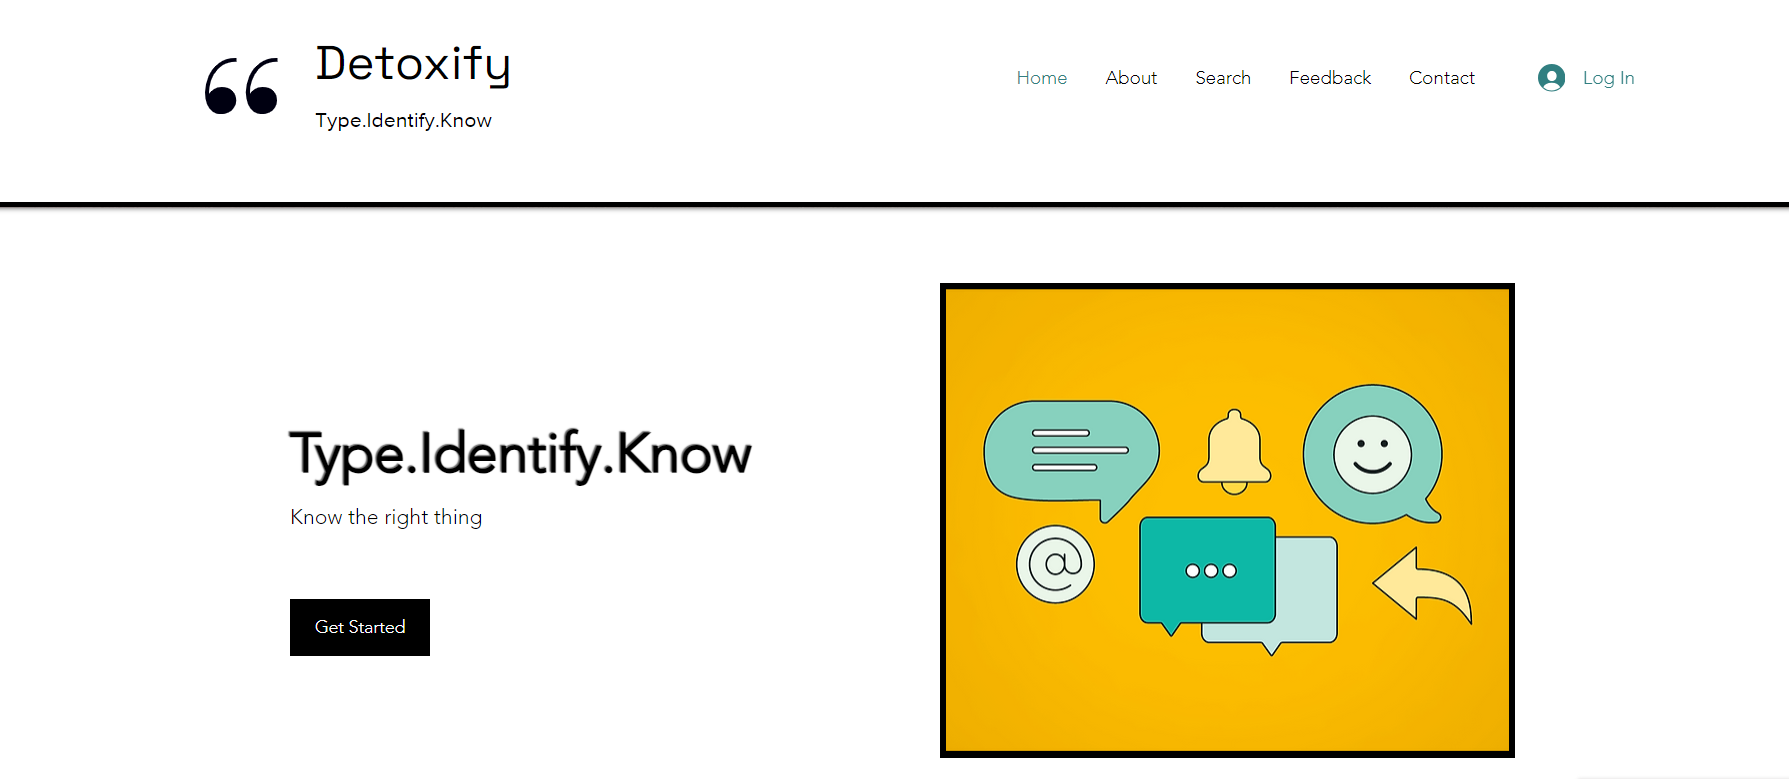 Detoxify
Type.Identify.Know
Home About Search Feedback Contact Log In
Type.Identify.Know
Know the right thing
Get Started
@